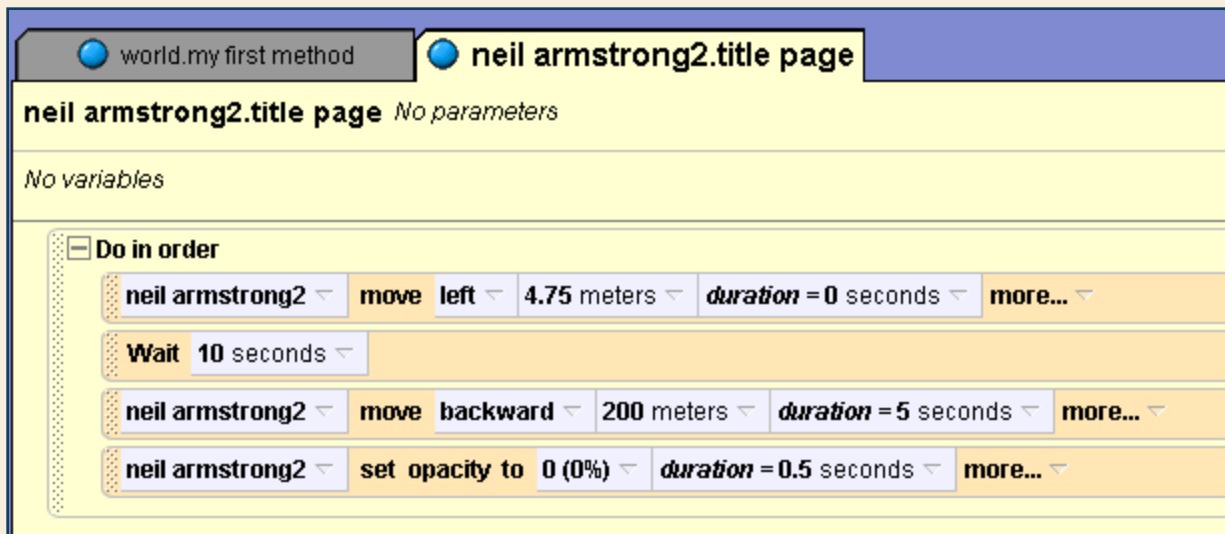 world.my first method neil armstrong2.title page
neil armstrong2.title page No parameters
No variables
Do in order
neil armstrong2 move left 4.75 meters duration = 0 seconds more...
Wait 10 seconds
neil armstrong2 move backward 200 meters duration = 5 seconds more...
neil armstrong2 set opacity to 0 (0%) duration = 0.5 seconds more...